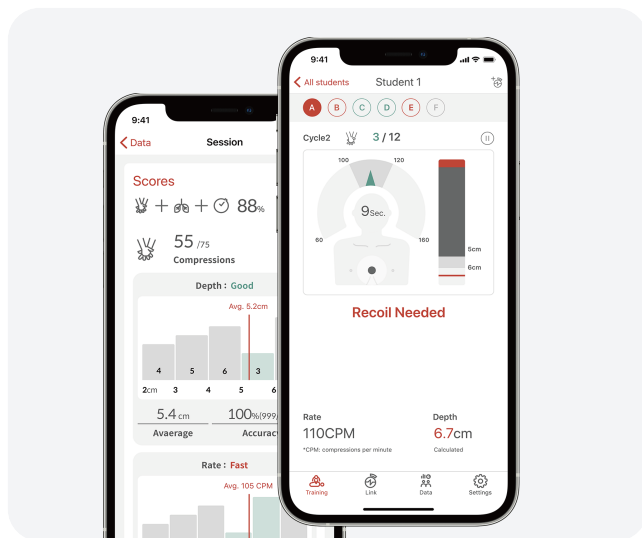 9:41
Data
Session
Scores
88%
55 /75
Compressions
Depth : Good
Avg. 5.2cm
4 5 6 3
2cm 3 4 5 6
5.4 cm
Avaerage
100%(999/
Accurac
Rate : Fast
Avg. 105 CPM
9:41
All students
Student 1
A B C D E F
Cycle2 3 / 12
100 120
9Sec.
60 160
5cm
6cm
Recoil Needed
Rate
110CPM
*CPM: compressions per minute
Depth
6.7cm
Calculated
Training Link Data Settings